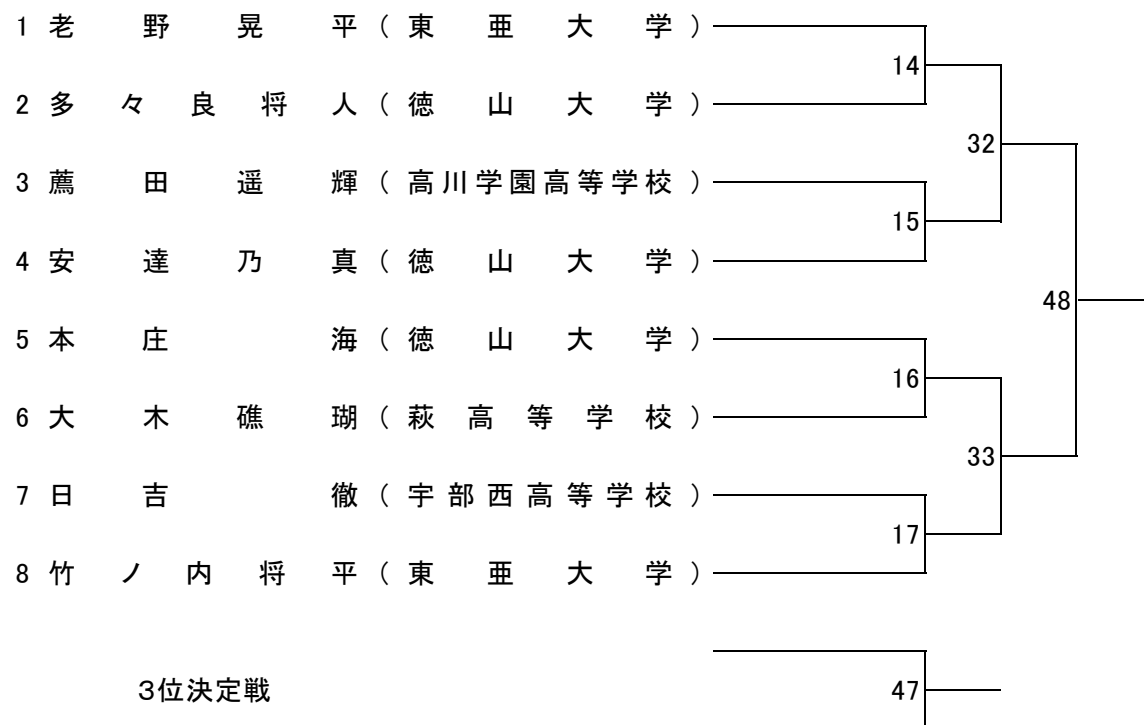 1 老野晃平（東亜大学）
14
2 多々良将人（徳山大学）
32
3 薦田遥輝（高川学園高等学校）
15
4 安達乃真（徳山大学）
48
5 本庄海（徳山大学）
16
6 大木礁瑚（萩高等学校）
33
7 日吉徹（宇部西高等学校）
17
8 竹ノ内将平（東亜大学）
3位決定戦
47